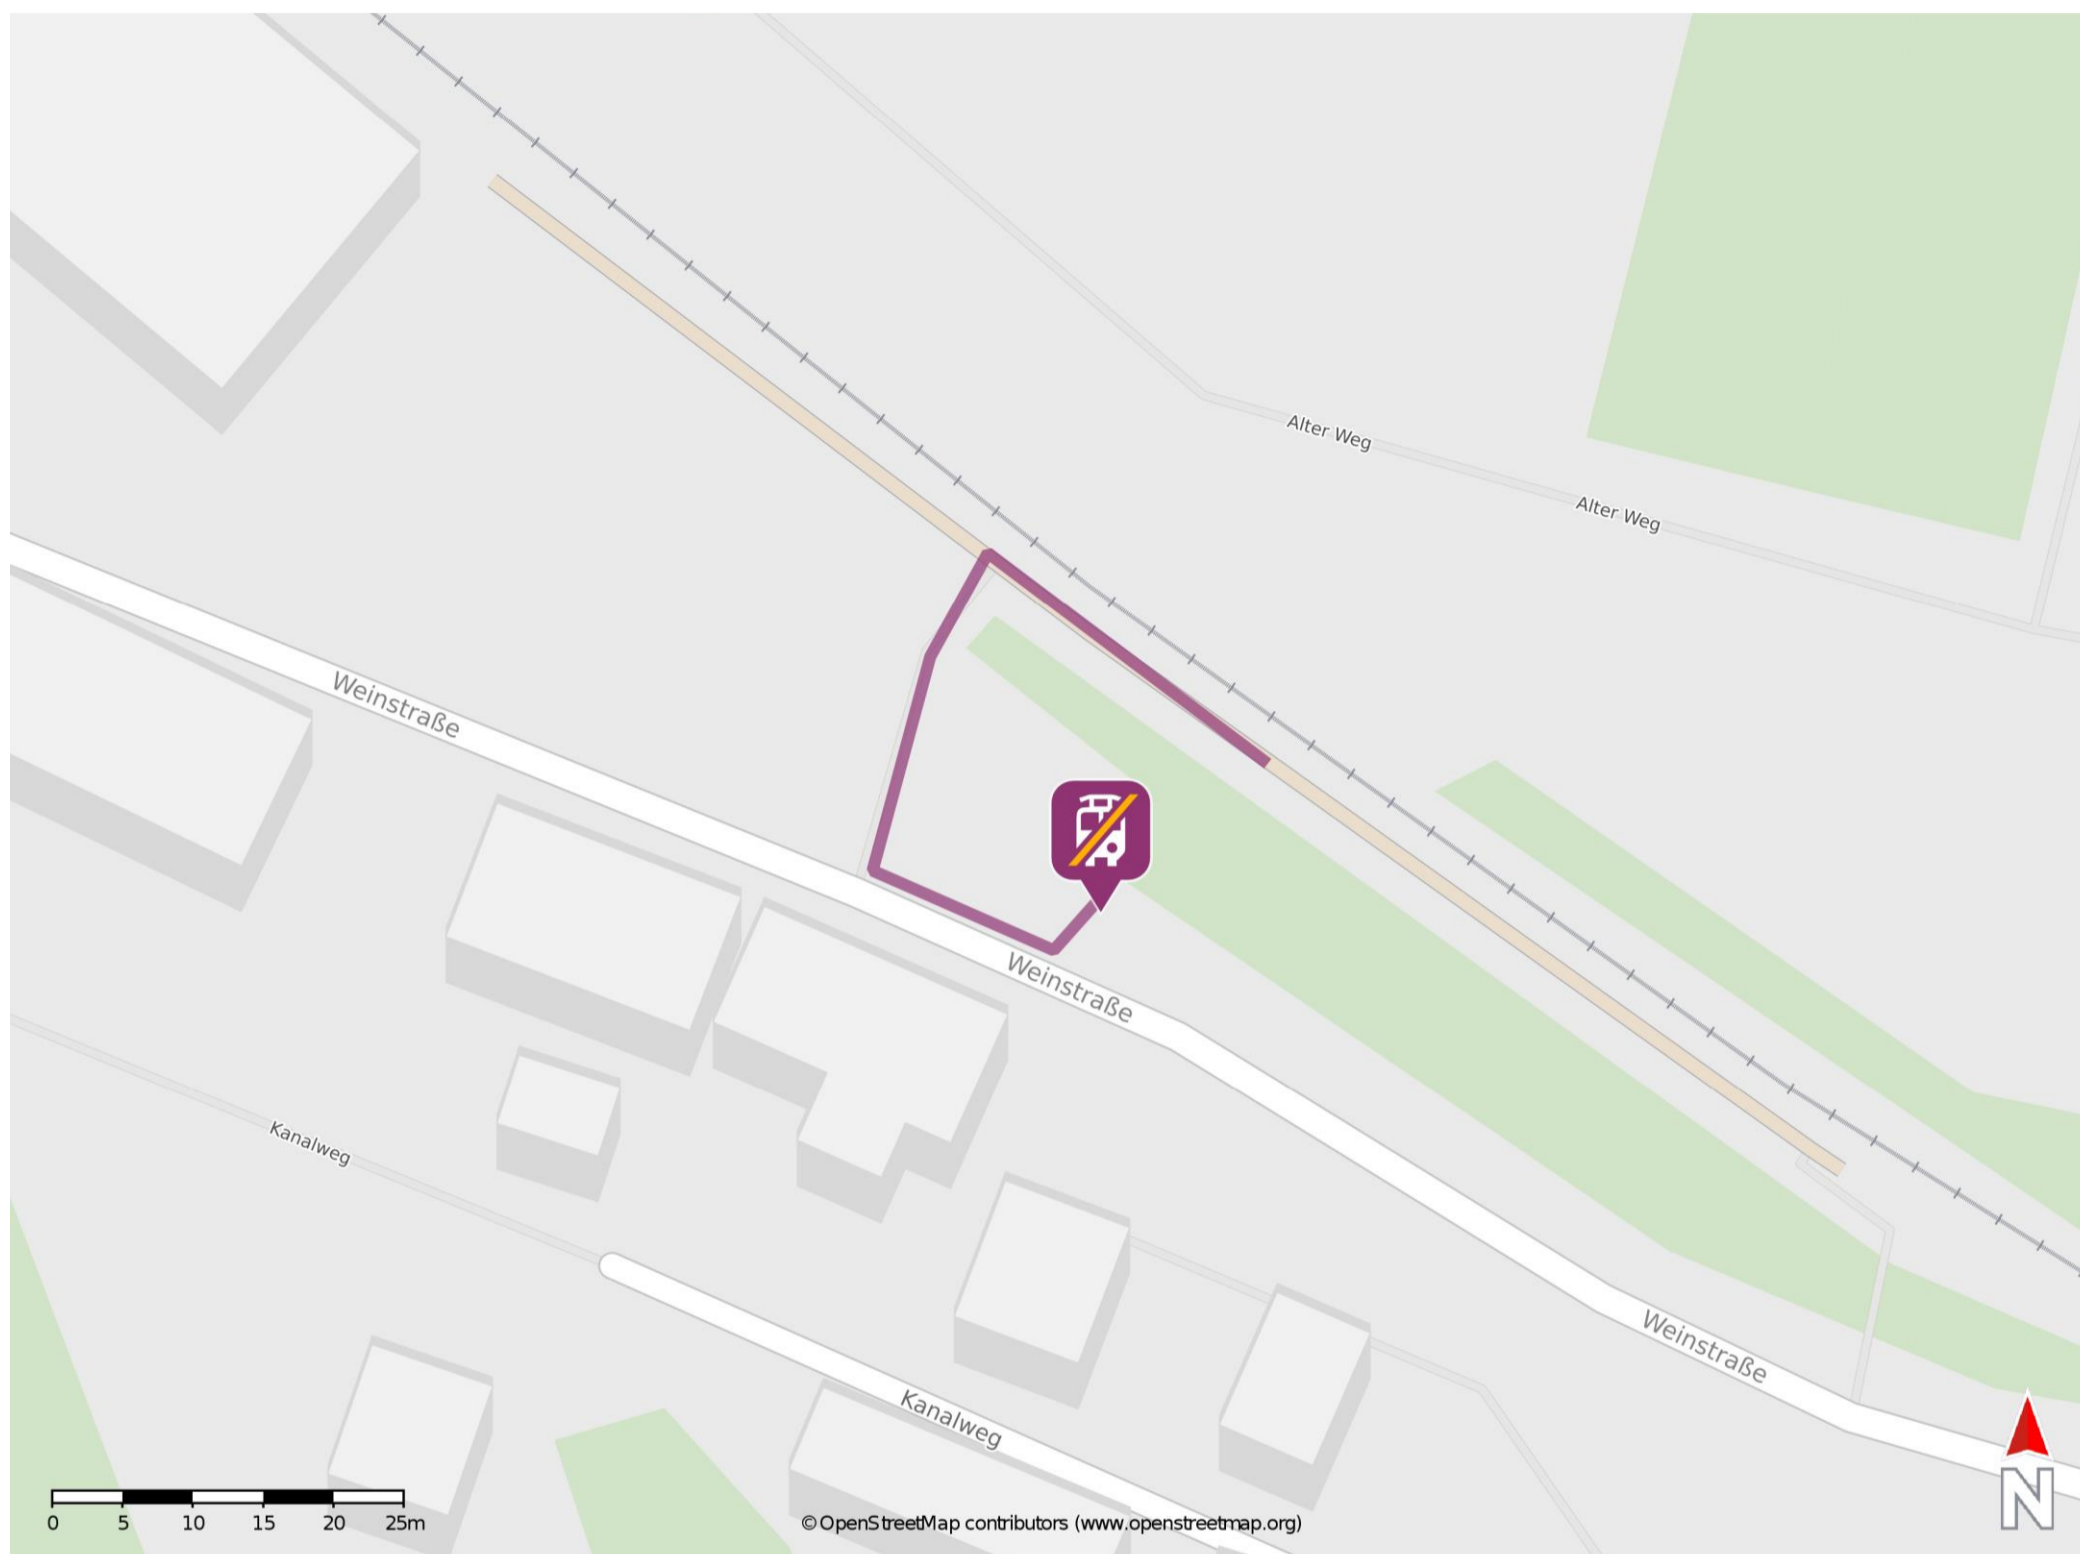 Alter Weg
Alter Weg
Weinstraße
Weinstraße
Kanalweg
Weinstraße
Kanalweg
0 5 10 15 20 25m
© OpenStreetMap contributors (www.openstreetmap.org)
N